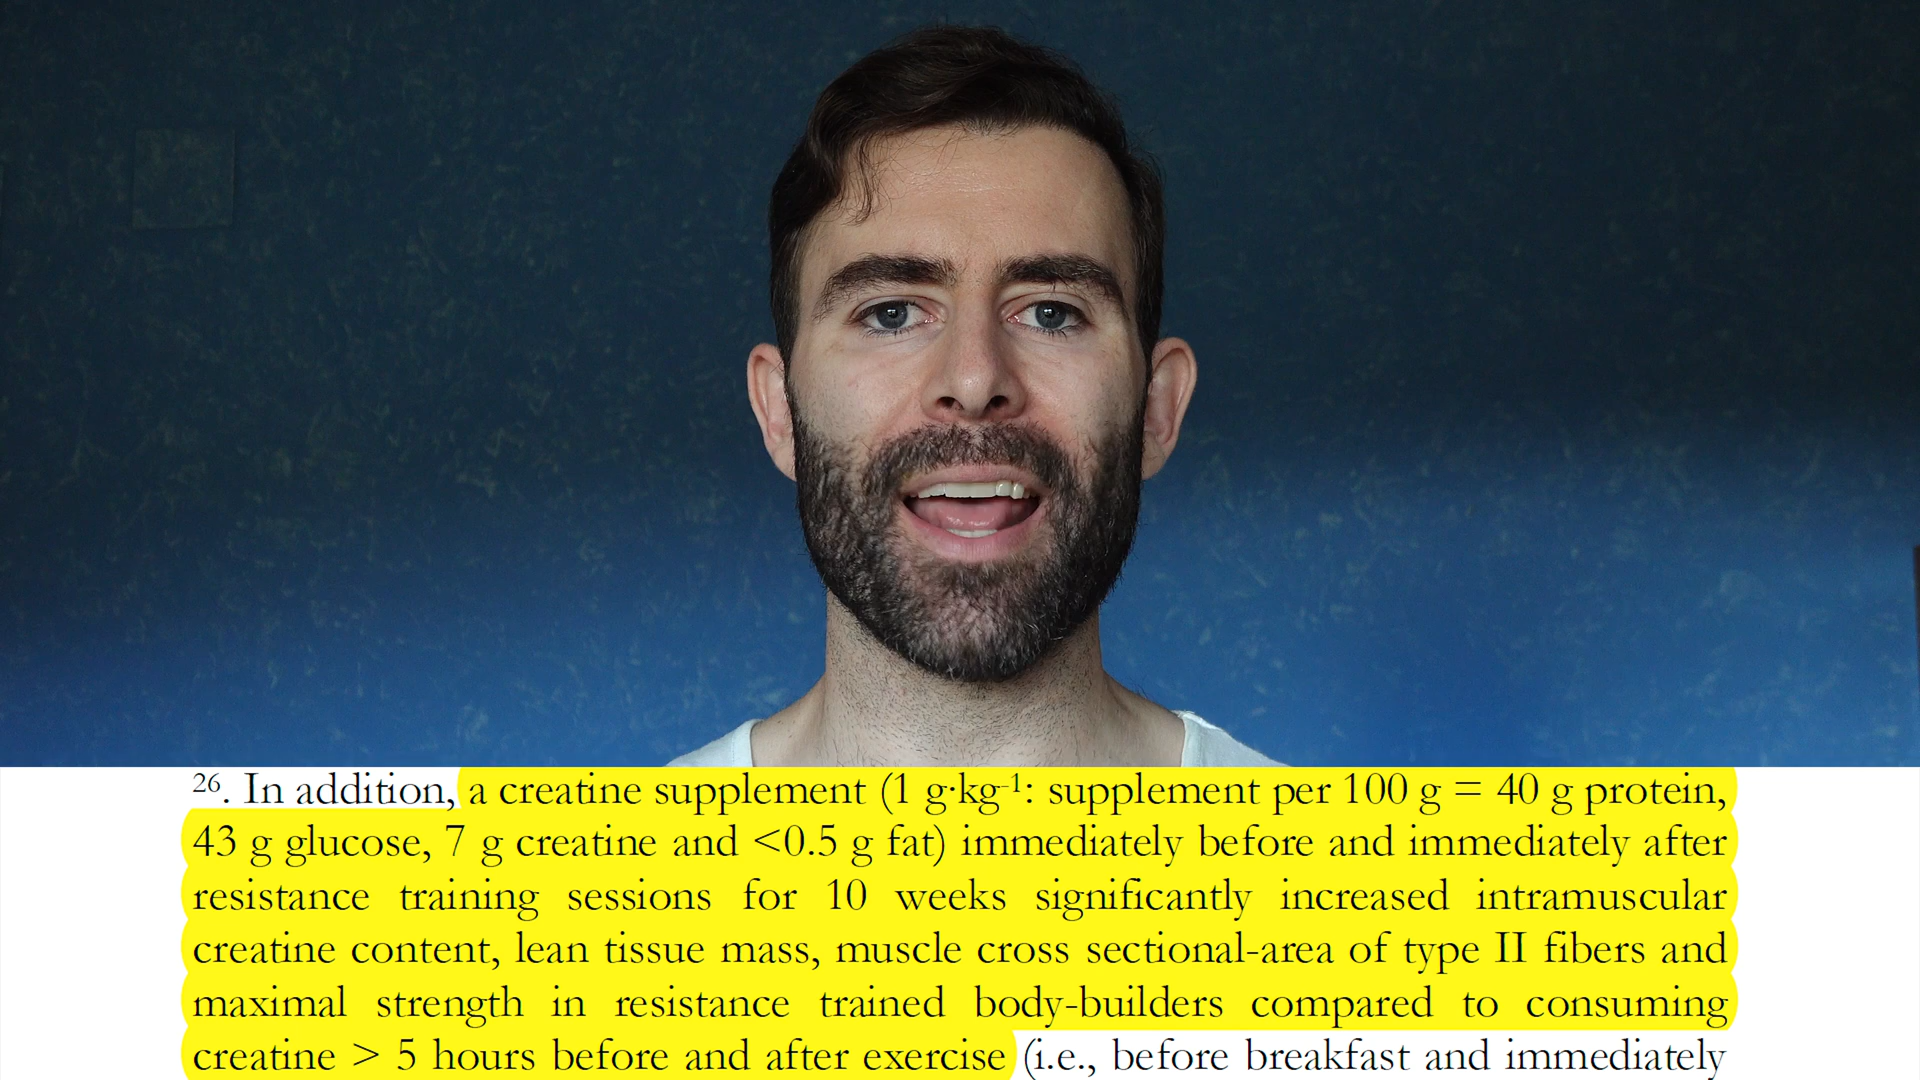 26. In addition, a creatine supplement (1 g·kg-1: supplement per 100 g = 40 g protein,
43 g glucose, 7 g creatine and <0.5 g fat) immediately before and immediately after
resistance training sessions for 10 weeks significantly increased intramuscular
creatine content, lean tissue mass, muscle cross sectional-area of type II fibers and
maximal strength in resistance trained body-builders compared to consuming
creatine > 5 hours before and after exercise (i.e., before breakfast and immediately